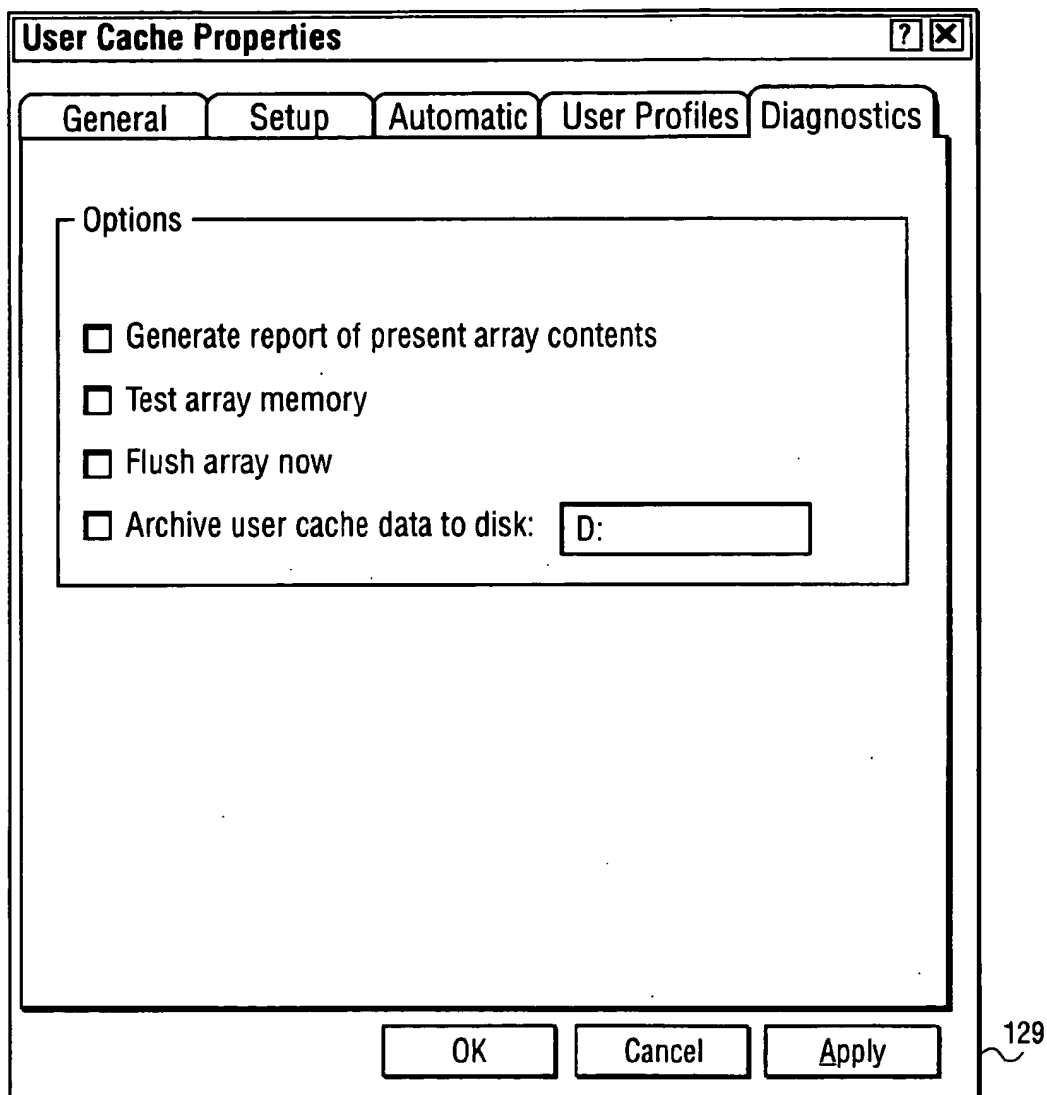 User Cache Properties ? X
General Setup Automatic User Profiles Diagnostics
Options
Generate report of present array contents
Test array memory
Flush array now
Archive user cache data to disk: D:
OK Cancel Apply
129